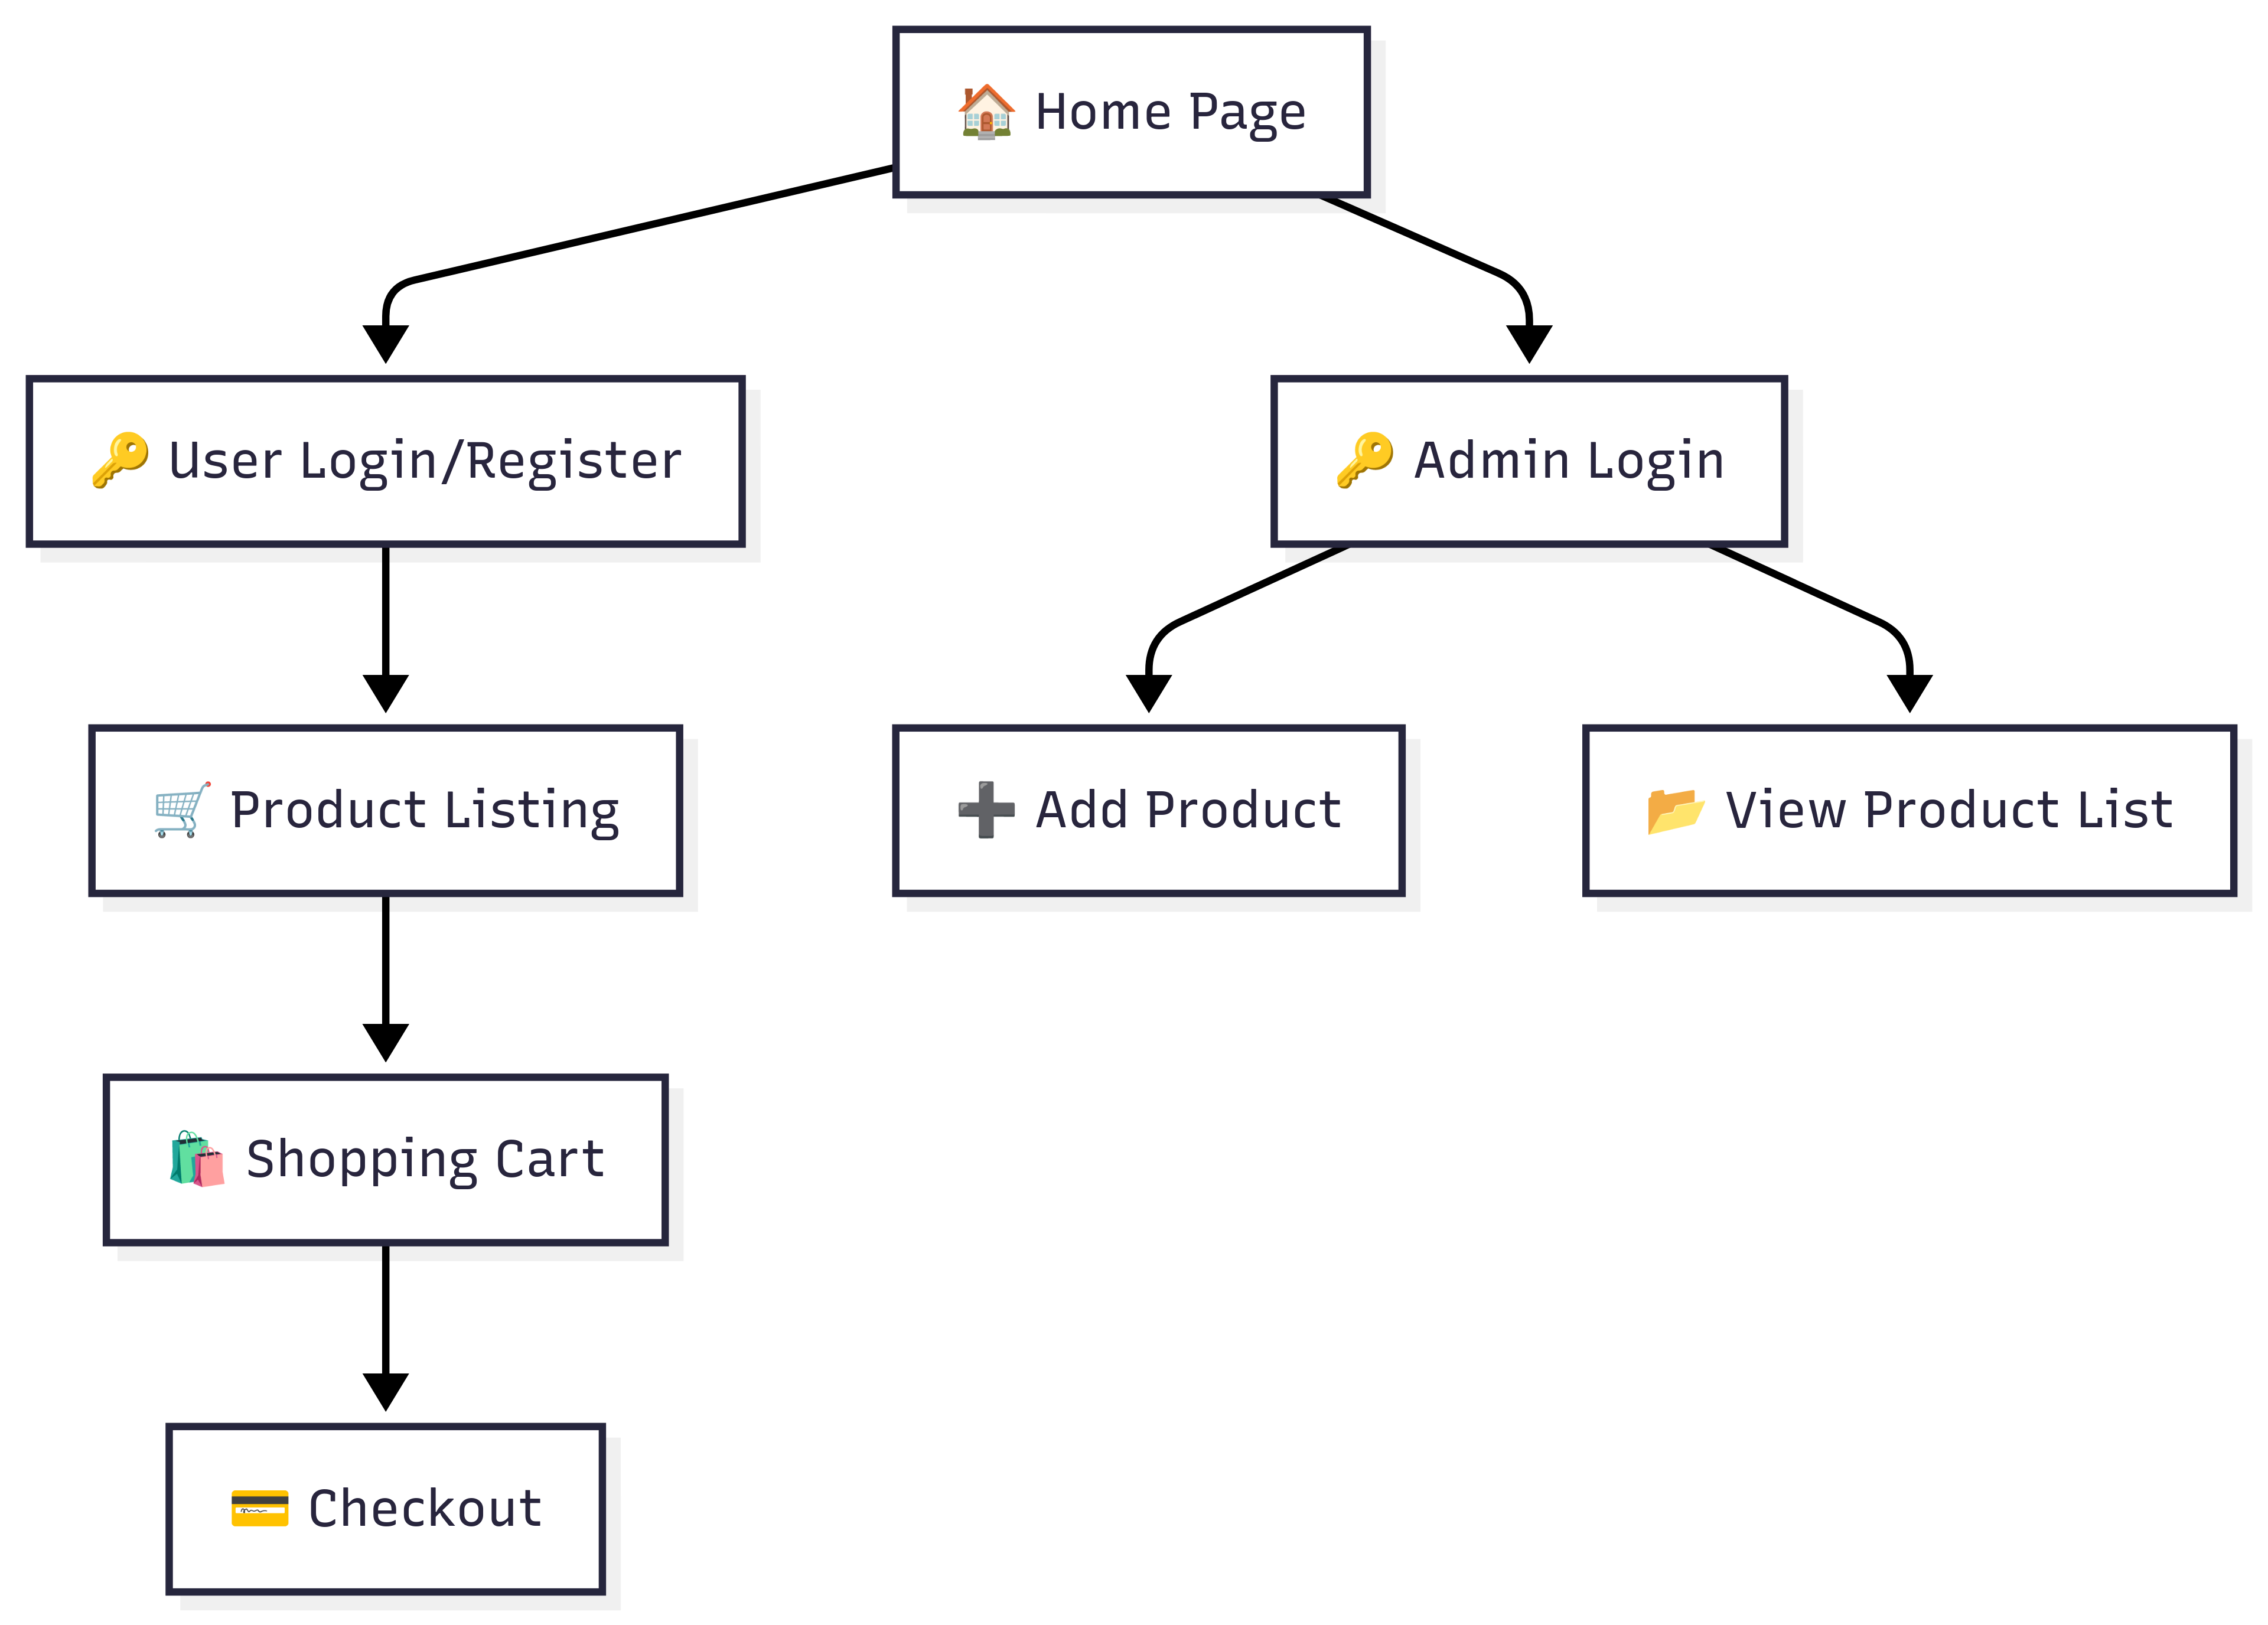 🏠 Home Page
🔑 User Login/Register
🔑 Admin Login
🛒 Product Listing
➕ Add Product
📂 View Product List
🛍️ Shopping Cart
💳 Checkout